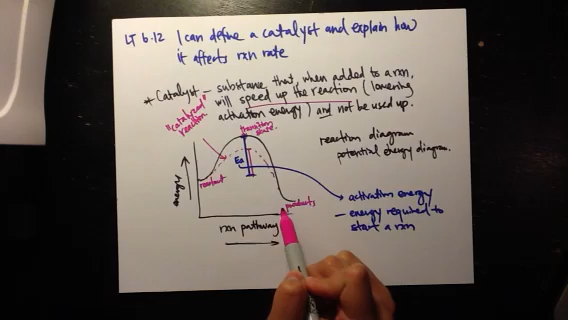 LT 6.12 I can define a catalyst and explain how
it affects rxn rate
* Catalyst – substance that, when added to a rxn,
will speed up the reaction (lowering
activation energy) and not be used up.
"catalyzed"
reaction
transition
state.
reaction diagram
potential energy diagram.
Ea
reactant
energy
products
activation energy
– energy required to
start a rxn
rxn pathway